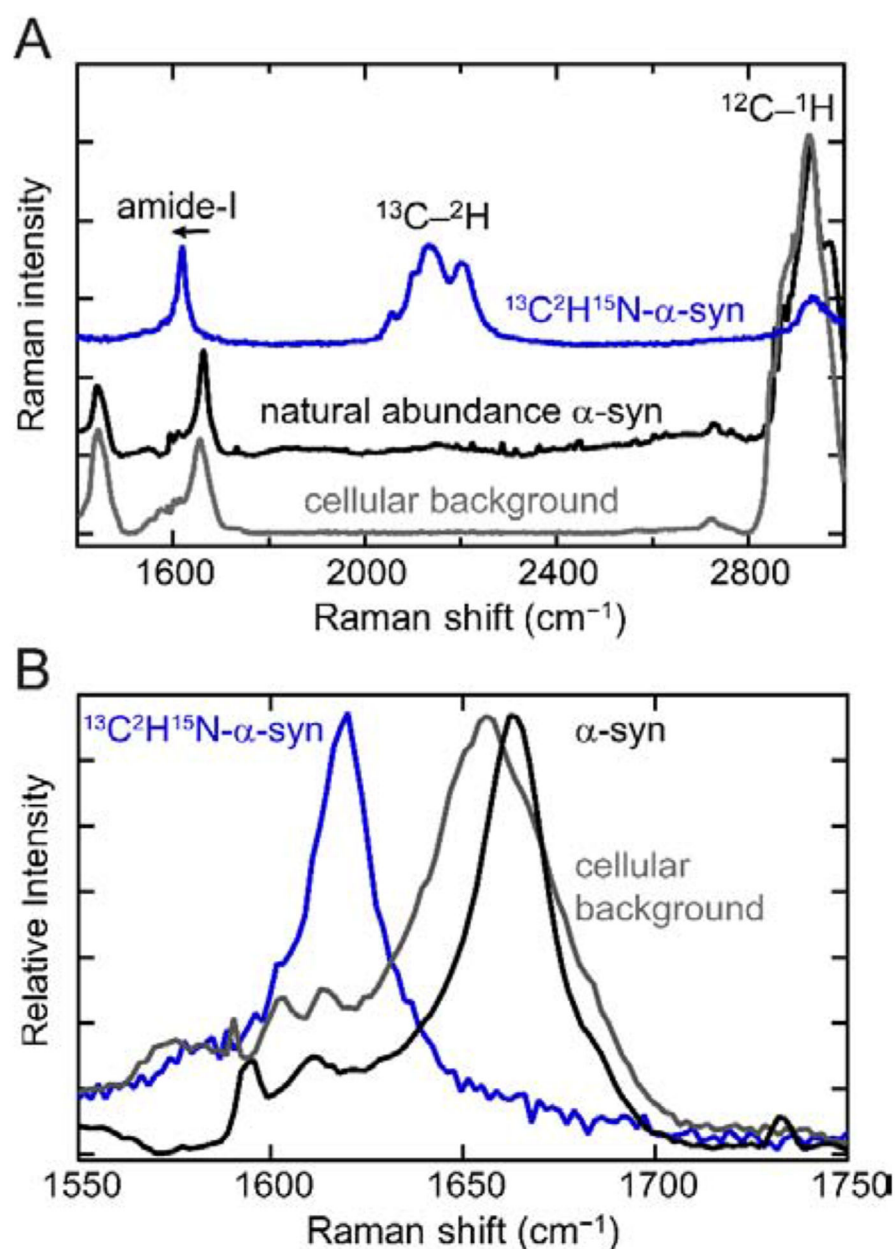 A
¹²C–¹H
amide-I
¹³C–²H
¹³C²H¹⁵N-α-syn
natural abundance α-syn
cellular background
Raman intensity
1600 2000 2400 2800
Raman shift (cm⁻¹)
B
¹³C²H¹⁵N-α-syn α-syn
cellular
background
Relative Intensity
1550 1600 1650 1700 1750
Raman shift (cm⁻¹)